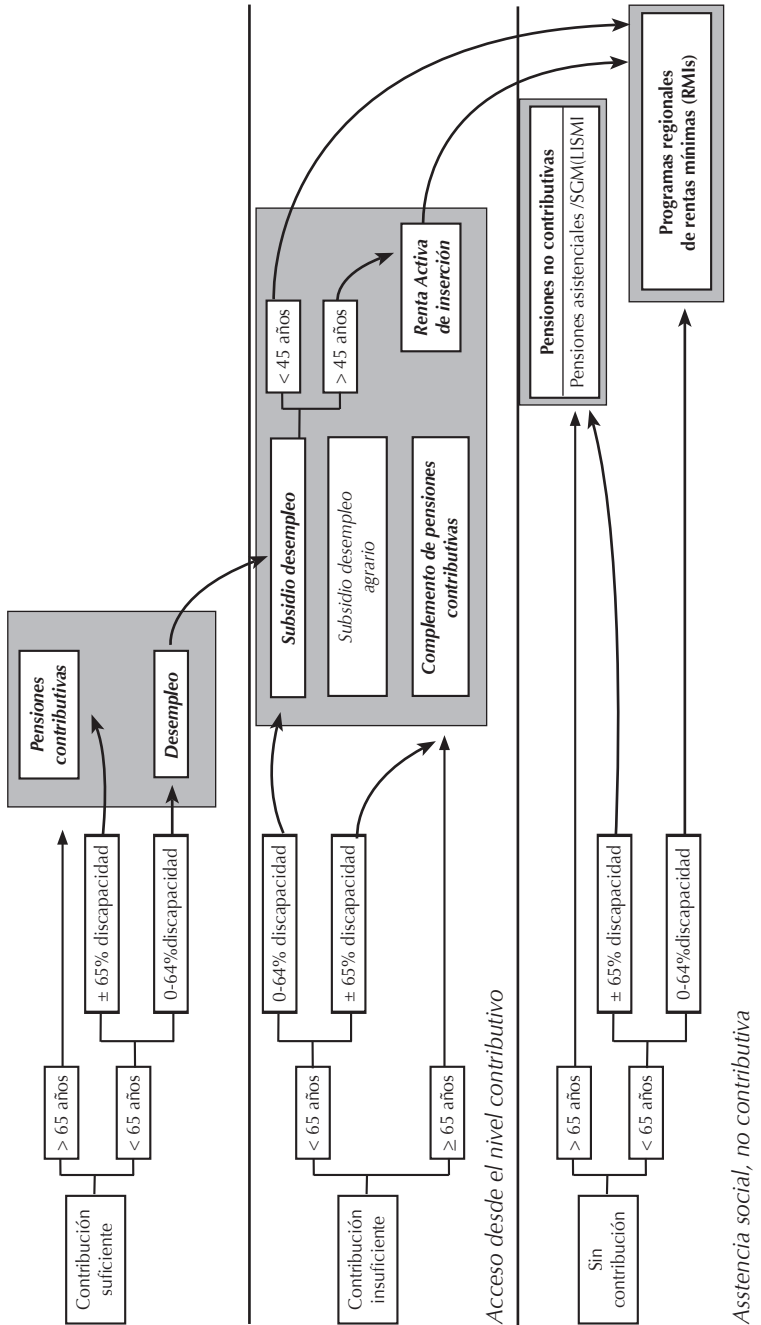 Contribución
suficiente
> 65 años
< 65 años
± 65% discapacidad
0-64%discapacidad
Pensiones
contributivas
Desempleo
Contribución
insuficiente
< 65 años
≥ 65 años
0-64% discapacidad
± 65% discapacidad
Subsidio desempleo
Subsidio desempleo
agrario
Complemento de pensiones
contributivas
< 45 años
> 45 años
Renta Activa
de inserción
Acceso desde el nivel contributivo
Sin
contribución
> 65 años
< 65 años
± 65% discapacidad
0-64%discapacidad
Pensiones no contributivas
Pensiones asistenciales /SGM(LISMI
Programas regionales
de rentas mínimas (RMIs)
Asstencia social, no contributiva